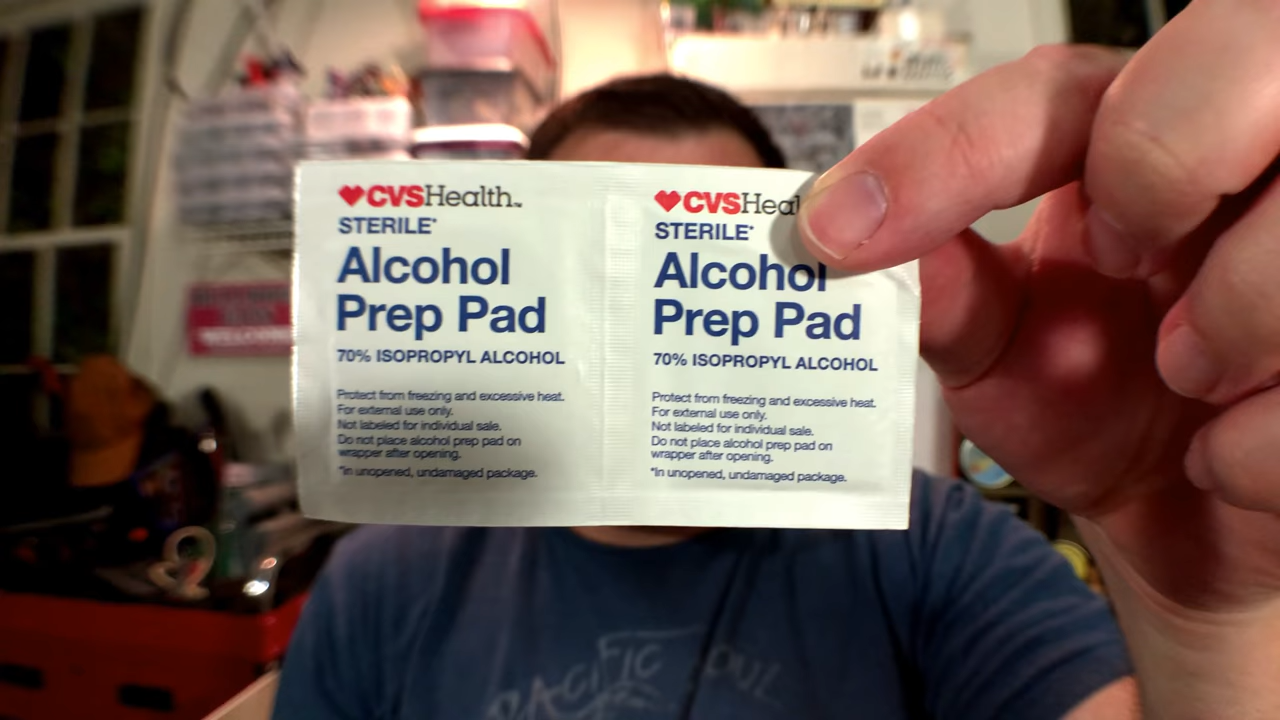 CVSHealth™
STERILE*
Alcohol
Prep Pad
70% ISOPROPYL ALCOHOL
Protect from freezing and excessive heat.
For external use only.
Not labeled for individual sale.
Do not place alcohol prep pad on
wrapper after opening.
*In unopened, undamaged package.
CVSHeal
STERILE*
Alcohol
Prep Pad
70% ISOPROPYL ALCOHOL
Protect from freezing and excessive heat.
For external use only.
Not labeled for individual sale.
Do not place alcohol prep pad on
wrapper after opening.
*In unopened, undamaged package.
PACIFIC